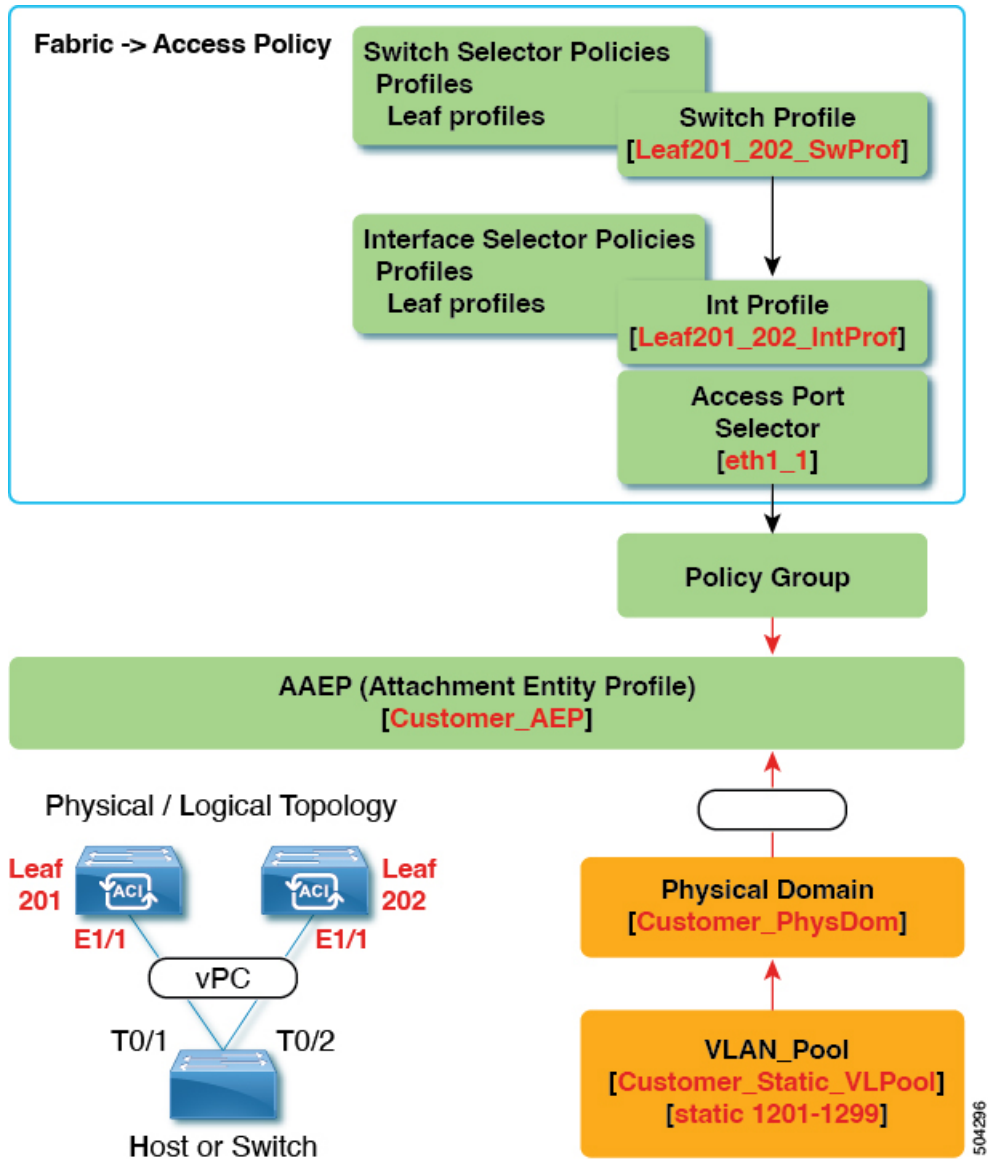 Fabric -> Access Policy
Switch Selector Policies
Profiles
Leaf profiles
Switch Profile
[Leaf201_202_SwProf]
Interface Selector Policies
Profiles
Leaf profiles
Int Profile
[Leaf201_202_IntProf]
Access Port
Selector
[eth1_1]
Policy Group
AAEP (Attachment Entity Profile)
[Customer_AEP]
Physical / Logical Topology
Leaf
201
ACI
ACI
Leaf
202
E1/1
E1/1
vPC
T0/1
T0/2
Host or Switch
Physical Domain
[Customer_PhysDom]
VLAN_Pool
[Customer_Static_VLPool]
[static 1201-1299]
504296